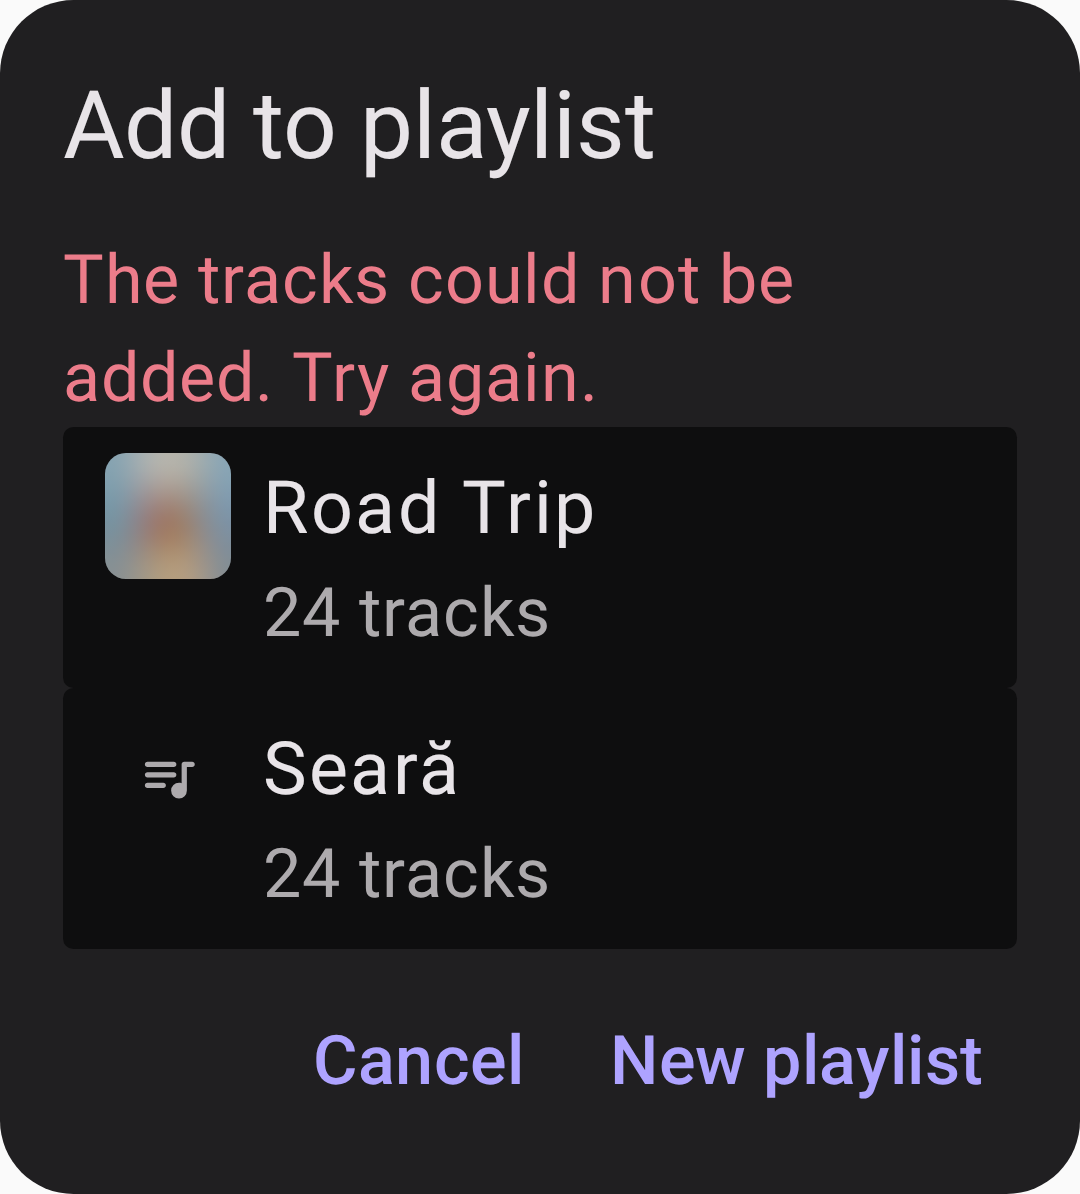 Add to playlist
The tracks could not be
added. Try again.
Road Trip
24 tracks
Seară
24 tracks
Cancel
New playlist